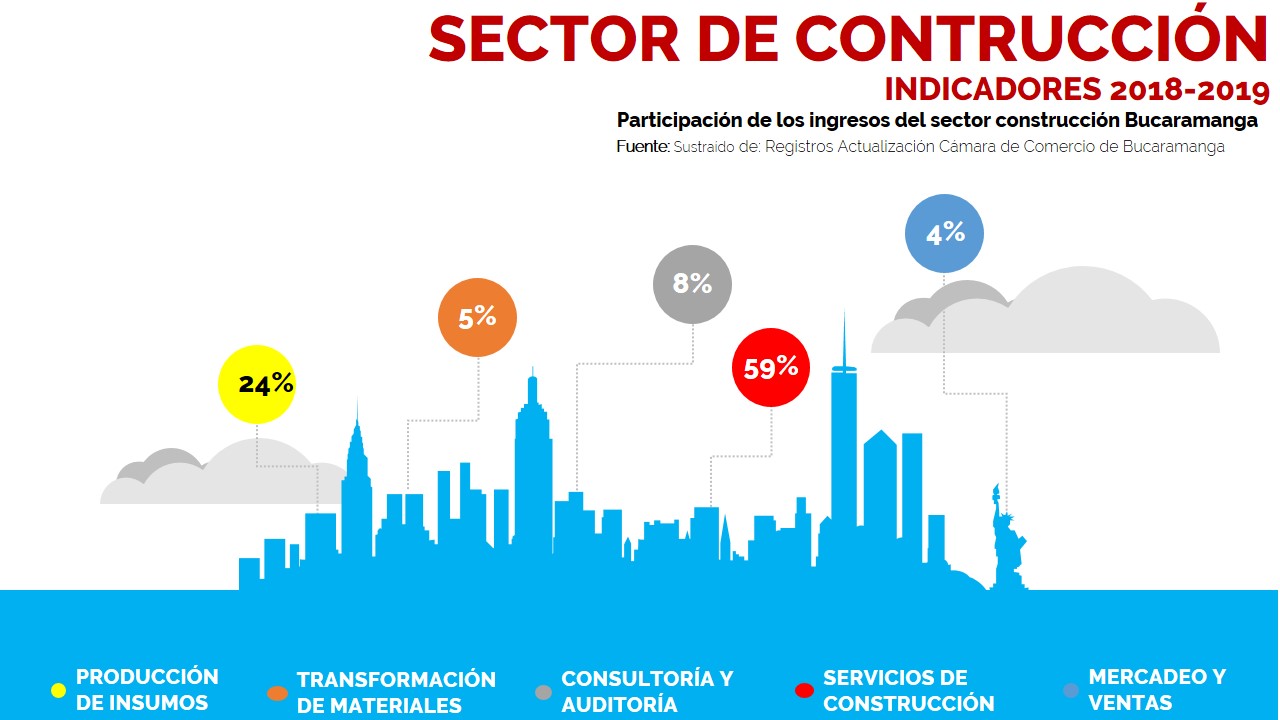 SECTOR DE CONTRUCCIÓN
INDICADORES 2018-2019
Participación de los ingresos del sector construcción Bucaramanga
Fuente: Sustraido de: Registros Actualización Cámara de Comercio de Bucaramanga
4%
8%
5%
59%
24%
PRODUCCIÓN
DE INSUMOS
TRANSFORMACIÓN
DE MATERIALES
CONSULTORÍA Y
AUDITORÍA
SERVICIOS DE
CONSTRUCCIÓN
MERCADEO Y
VENTAS